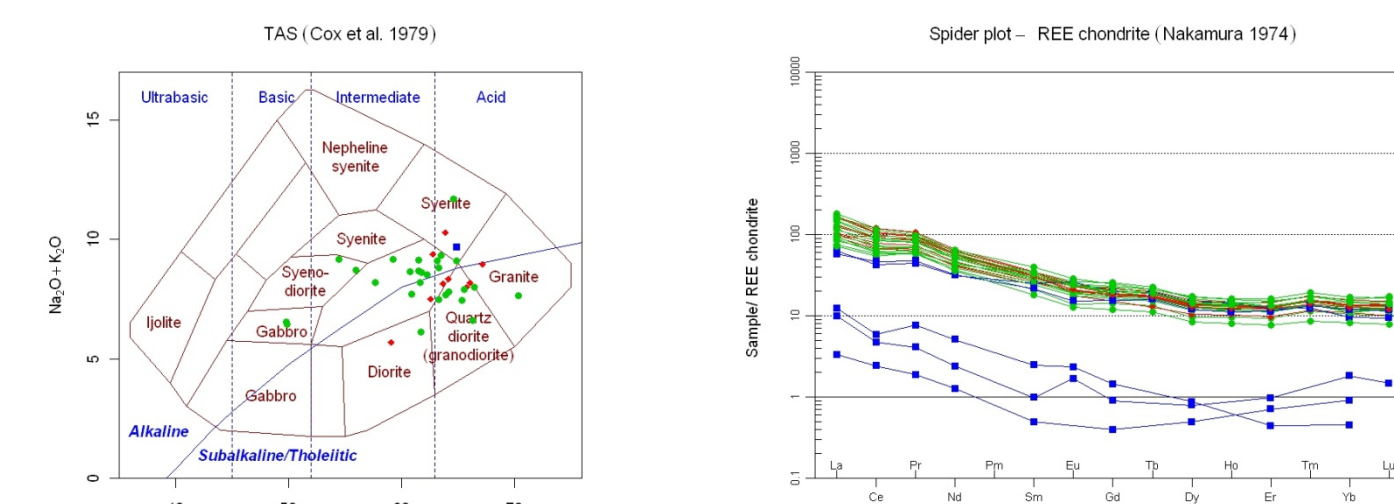 TAS (Cox et al. 1979)
Ultrabasic Basic Intermediate Acid
Nepheline
syenite
Syenite
Syenite
Syeno-
diorite
Granite
Ijolite
Gabbro
Quartz
diorite
(granodiorite)
Diorite
Gabbro
Alkaline
Subalkaline/Tholeiitic
Na₂O + K₂O
15
10
5
0
Spider plot – REE chondrite (Nakamura 1974)
Sample/ REE chondrite
10000
1000
100
10
1
0.1
La Pr Pm Eu Tb Ho Tm Lu
Ce Nd Sm Gd Dy Er Yb